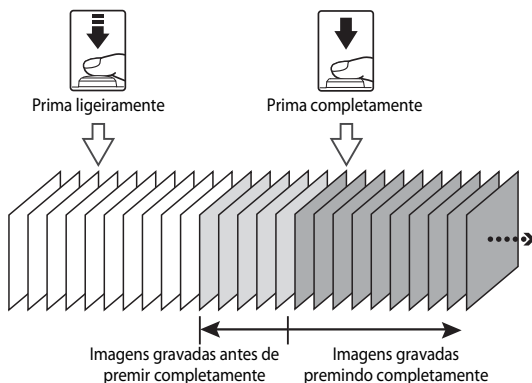 Prima ligeiramente
Prima completamente
Imagens gravadas antes de
premir completamente
Imagens gravadas
premindo completamente